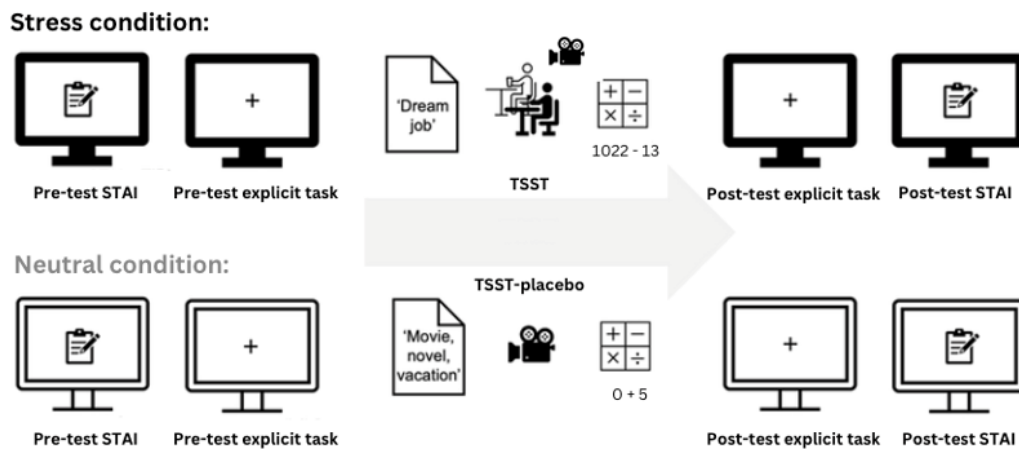 Stress condition:
'Dream
job'
+ −
× ÷
1022 - 13
Pre-test STAI Pre-test explicit task TSST Post-test explicit task Post-test STAI
Neutral condition:
TSST-placebo
'Movie,
novel,
vacation'
+ −
× ÷
0 + 5
Pre-test STAI Pre-test explicit task Post-test explicit task Post-test STAI